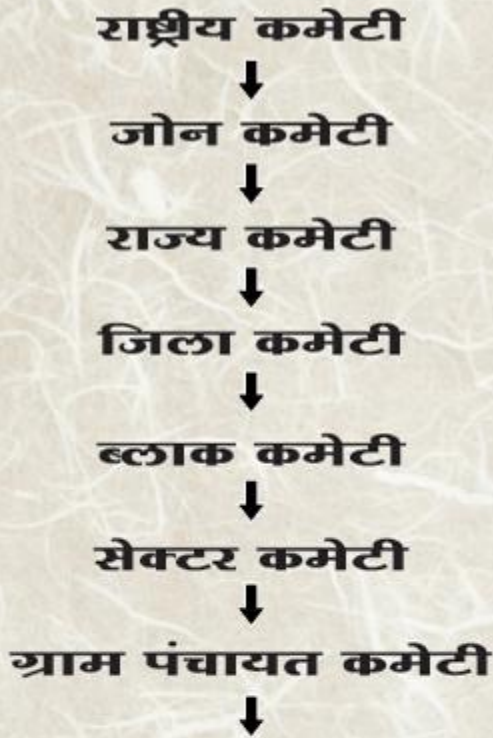 राष्ट्रीय कमेटी
जोन कमेटी
राज्य कमेटी
जिला कमेटी
ब्लाक कमेटी
सेक्टर कमेटी
ग्राम पंचायत कमेटी